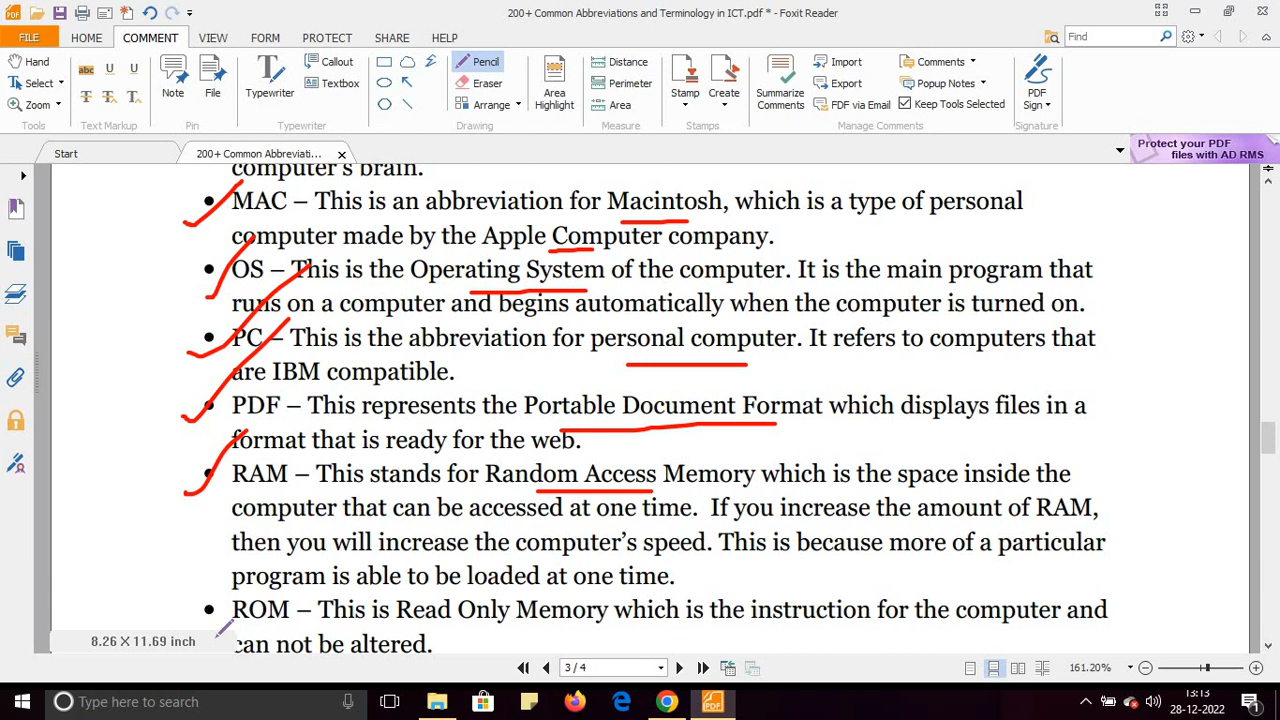 200+ Common Abbreviations and Terminology in ICT.pdf * - Foxit Reader
FILE HOME COMMENT VIEW FORM PROTECT SHARE HELP Find
Hand
Select
Zoom
Tools
Text Markup
Note
File
Pin
Typewriter
Callout
Textbox
Typewriter
Pencil
Eraser
Arrange
Drawing
Area Highlight
Distance
Perimeter
Area
Measure
Stamp
Create
Stamps
Summarize Comments
Import
Export
FDF via Email
Comments
Popup Notes
Keep Tools Selected
Manage Comments
PDF Sign
Signature
Start
200+ Common Abbreviati...
Protect your PDF
files with AD RMS
computer's brain.
• MAC – This is an abbreviation for Macintosh, which is a type of personal
computer made by the Apple Computer company.
• OS – This is the Operating System of the computer. It is the main program that
runs on a computer and begins automatically when the computer is turned on.
• PC – This is the abbreviation for personal computer. It refers to computers that
are IBM compatible.
• PDF – This represents the Portable Document Format which displays files in a
format that is ready for the web.
• RAM – This stands for Random Access Memory which is the space inside the
computer that can be accessed at one time.  If you increase the amount of RAM,
then you will increase the computer's speed. This is because more of a particular
program is able to be loaded at one time.
• ROM – This is Read Only Memory which is the instruction for the computer and
can not be altered.
8.26 X 11.69 inch
3 / 4
161.20%
Type here to search
13:13
28-12-2022